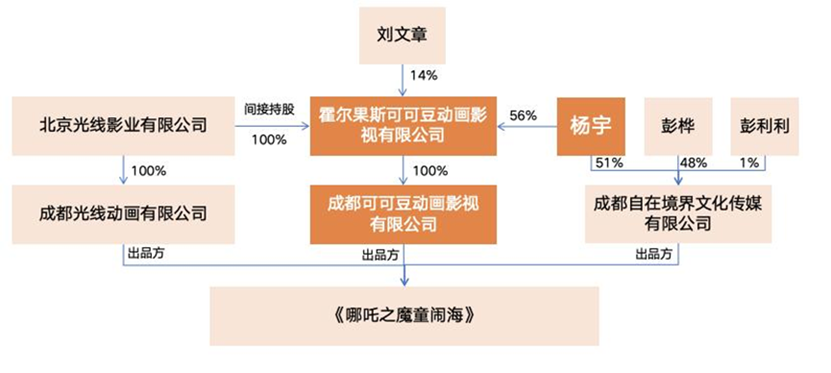 刘文章
14%
北京光线影业有限公司
间接持股
100%
霍尔果斯可可豆动画影
视有限公司
56%
杨宇
彭桦
彭利利
100%
100%
51%
48%
1%
成都光线动画有限公司
成都可可豆动画影视
有限公司
成都自在境界文化传媒
有限公司
出品方
出品方
出品方
《哪吒之魔童闹海》